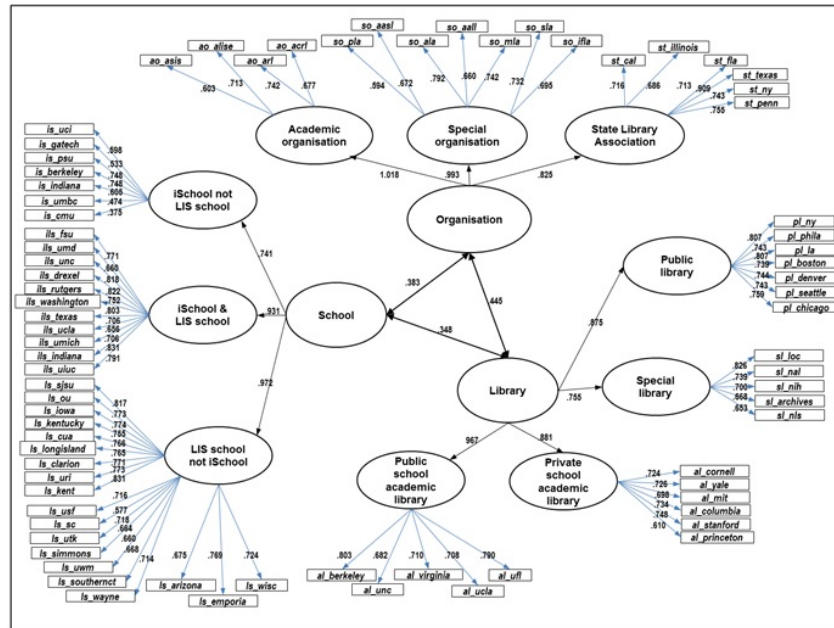 so_aasl
so_aall
so_sla
so_pla
so_ala
so_mla
so_ifla
ao_acrl
ao_alise
ao_arl
ao_asis
st_illinois
st_cal
st_fla
st_texas
st_ny
st_penn
.603
.713
.742
.677
.594
.672
.792
.660
.742
.732
.695
.716
.686
.713
.909
.743
.755
Academic
organisation
Special
organisation
State Library
Association
1.018
.993
.825
Organisation
is_uci
is_gatech
is_psu
is_berkeley
is_indiana
is_umbc
is_cmu
.698
.533
.748
.748
.606
.474
.375
iSchool not
LIS school
.741
ils_fsu
ils_umd
ils_unc
ils_drexel
ils_rutgers
ils_washington
ils_texas
ils_ucla
ils_umich
ils_indiana
ils_uiuc
.771
.660
.818
.822
.752
.803
.706
.656
.706
.831
.791
iSchool &
LIS school
.931
School
.383
.445
.348
Library
ls_sjsu
ls_ou
ls_iowa
ls_kentucky
ls_cua
ls_longisland
ls_clarion
ls_uri
ls_kent
.817
.773
.774
.765
.766
.765
.771
.773
.831
LIS school
not iSchool
.972
ls_usf
ls_sc
ls_utk
ls_simmons
ls_uwm
ls_southernct
ls_wayne
.716
.577
.718
.664
.660
.668
.714
.675
.769
.724
ls_arizona
ls_emporia
ls_wisc
Public
library
.875
pl_ny
pl_phila
pl_la
pl_boston
pl_denver
pl_seattle
pl_chicago
.807
.743
.807
.739
.744
.743
.759
Special
library
.755
sl_loc
sl_nal
sl_nih
sl_archives
sl_nls
.826
.739
.700
.668
.653
Public
school
academic
library
967
.803
.682
.710
.708
.790
al_berkeley
al_unc
al_virginia
al_ucla
al_ufl
Private
school
academic
library
881
.724
.726
.698
.734
.748
.610
al_cornell
al_yale
al_mit
al_columbia
al_stanford
al_princeton